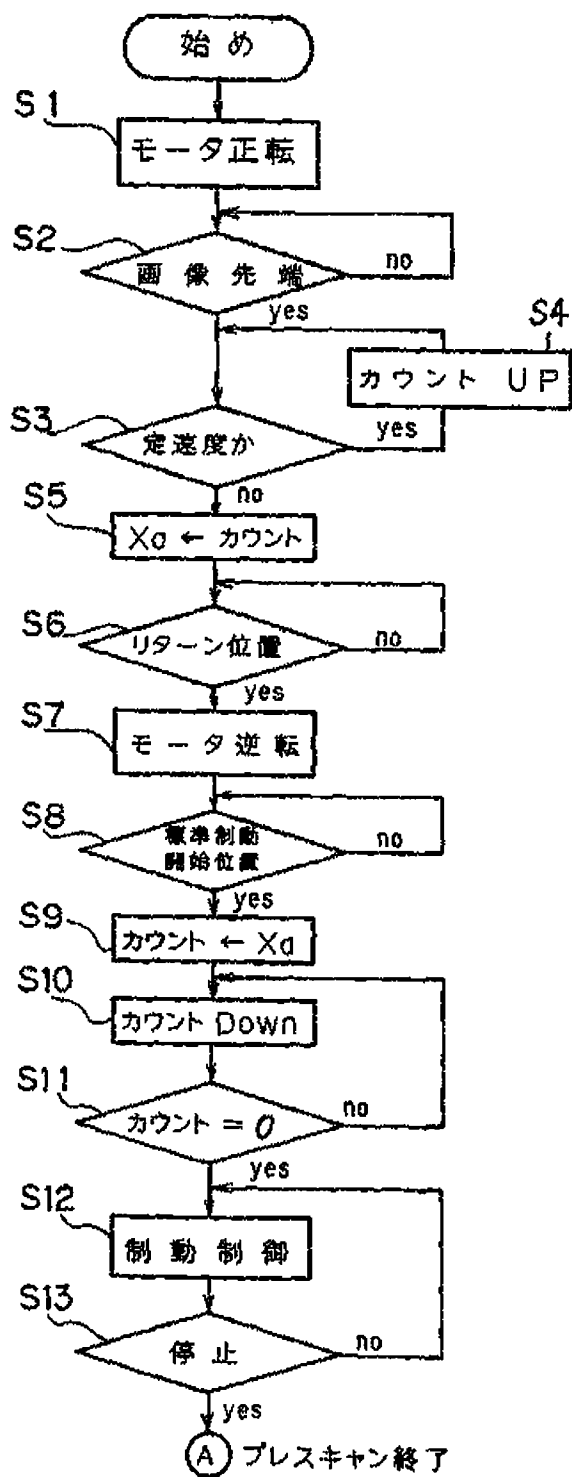 始め
S1
モータ正転
S2
画像先端
no
yes
S4
カウント UP
S3
定速度か
yes
no
S5
Xa ← カウント
S6
リターン位置
no
yes
S7
モータ逆転
S8
標準制動
開始位置
no
yes
S9
カウント ← Xa
S10
カウント Down
S11
カウント = 0
no
yes
S12
制動制御
S13
停止
no
yes
A プレスキャン終了